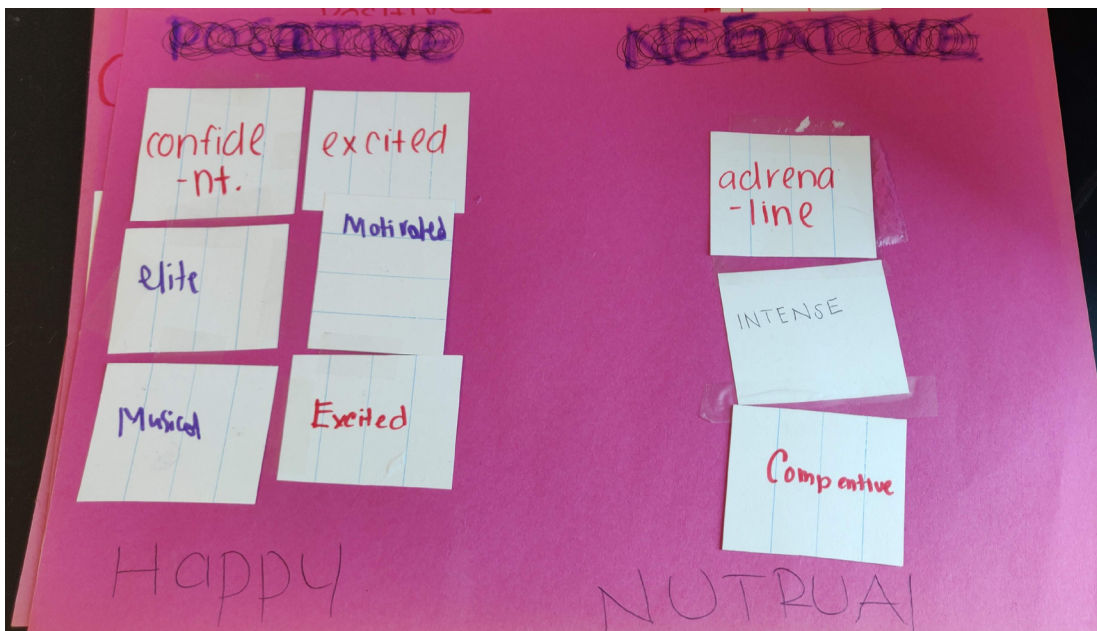 POSITIVE
NEGATIVE
confide
-nt.
excited
adrena
-line
elite
Motivated
INTENSE
Musical
Excited
Compentive
Happy
NUTRUAl